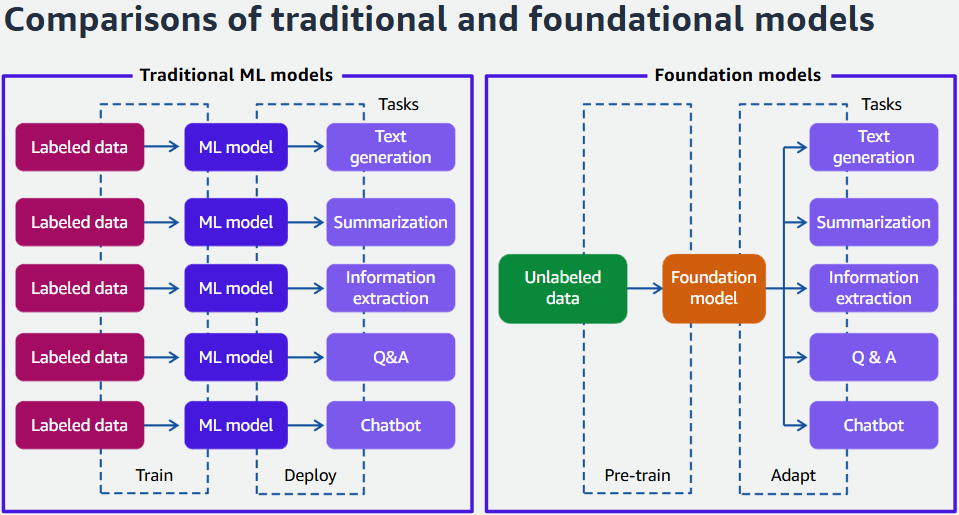 Comparisons of traditional and foundational models
Traditional ML models
Tasks
Labeled data
ML model
Text
generation
Labeled data
ML model
Summarization
Labeled data
ML model
Information
extraction
Labeled data
ML model
Q&A
Labeled data
ML model
Chatbot
Train
Deploy
Foundation models
Tasks
Unlabeled
data
Foundation
model
Text
generation
Summarization
Information
extraction
Q & A
Chatbot
Pre-train
Adapt